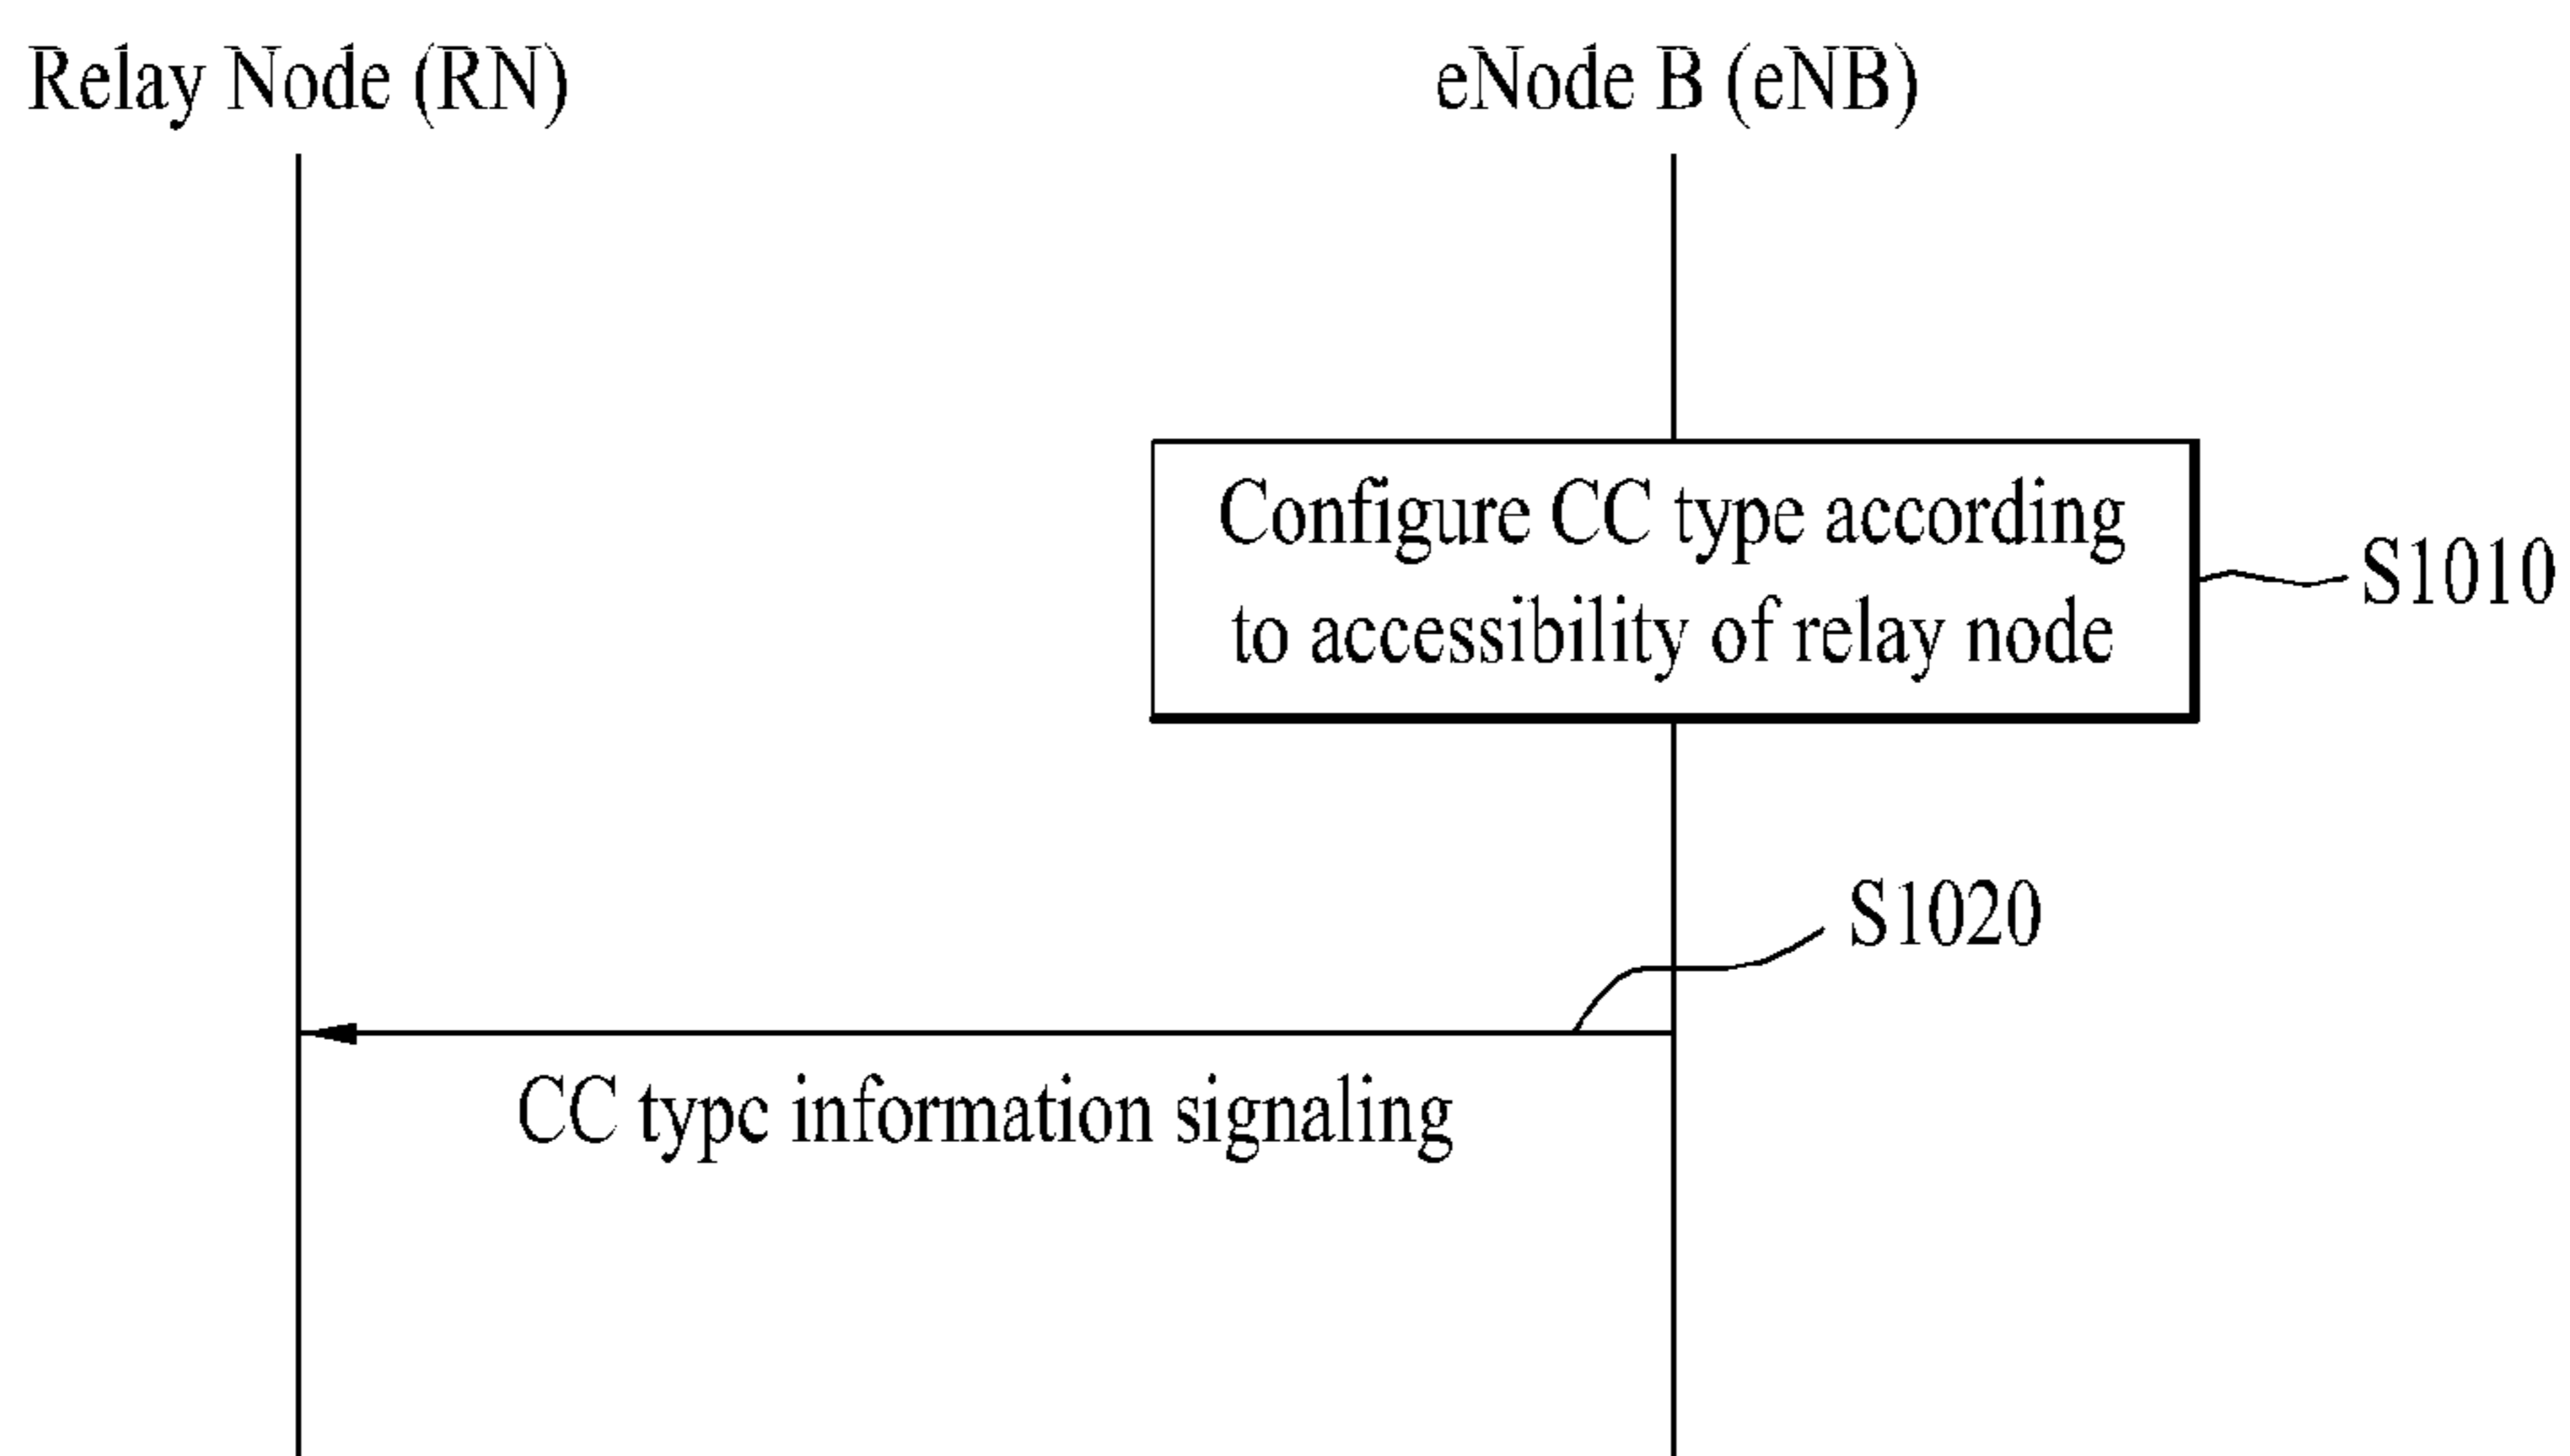 Relay Node (RN)
eNode B (eNB)
Configure CC type according
to accessibility of relay node
S1010
S1020
CC type information signaling